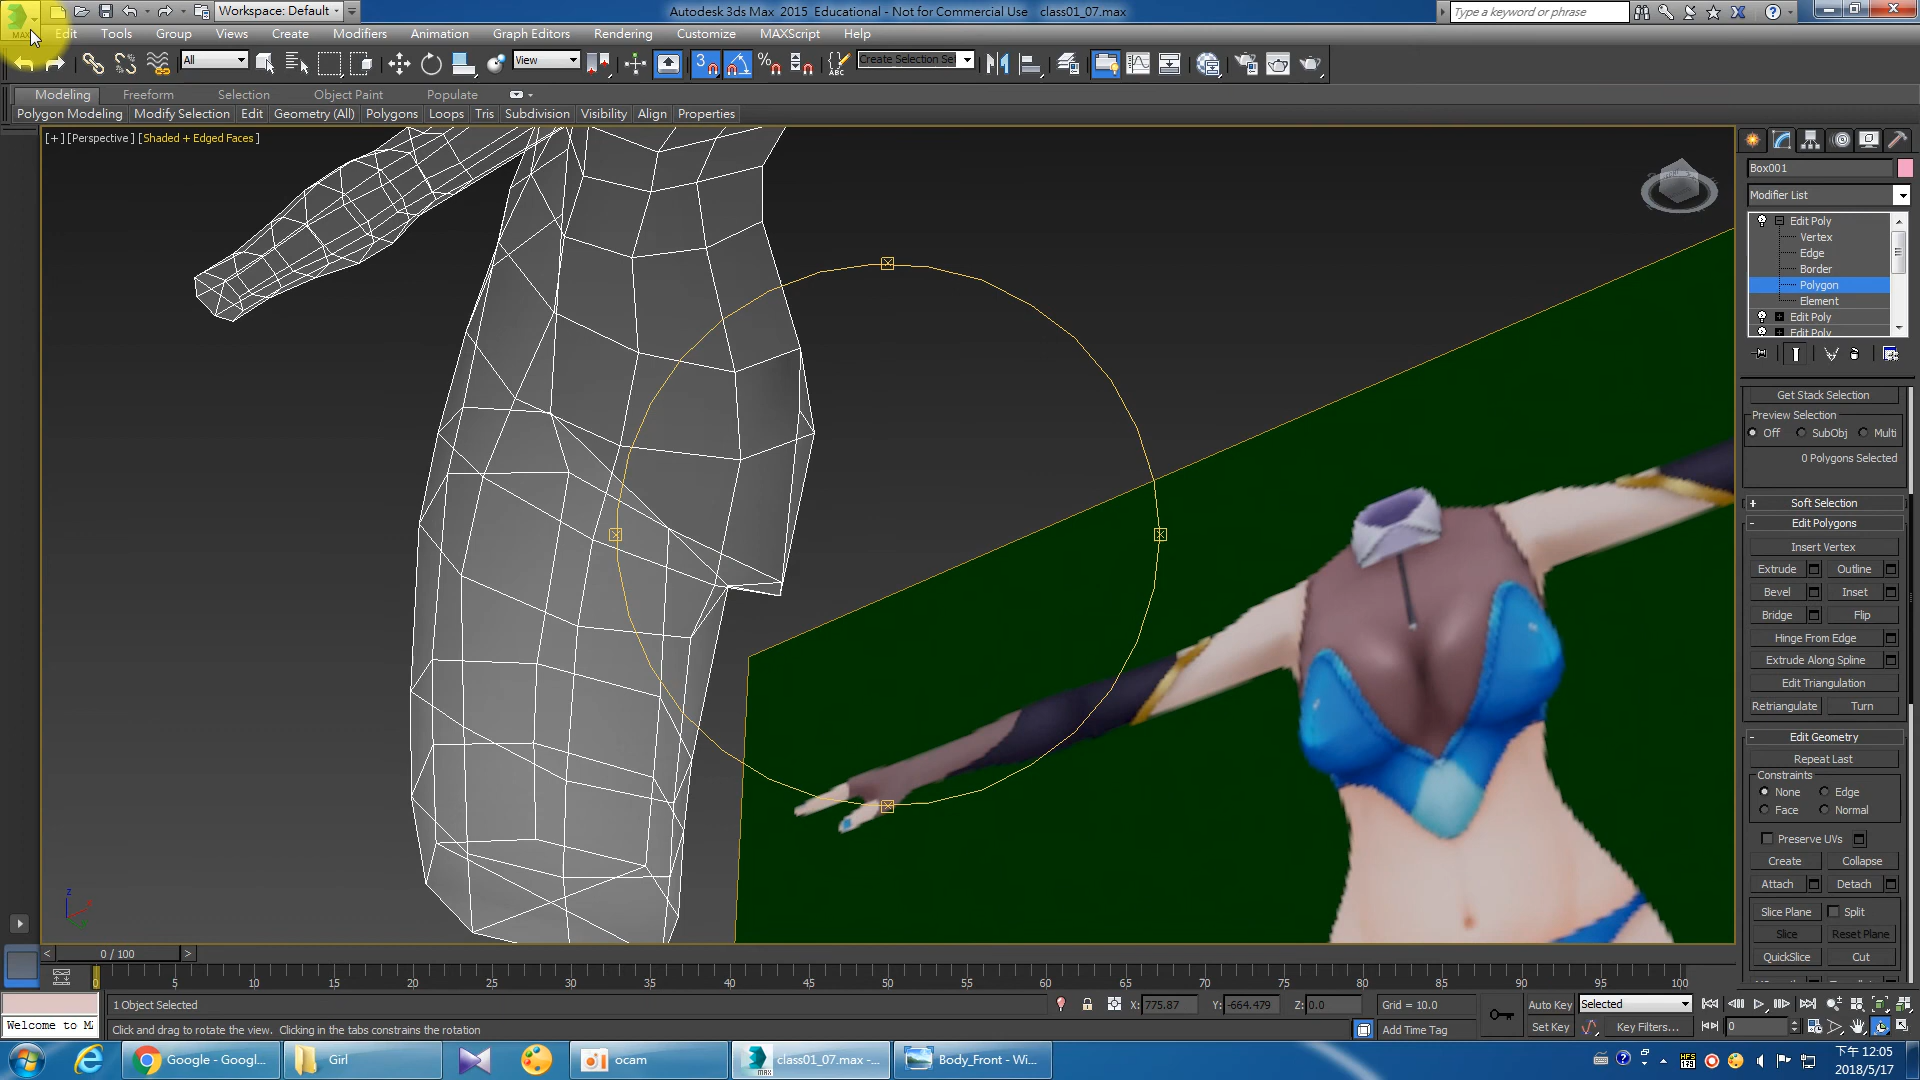 Workspace: Default
Autodesk 3ds Max 2015 Educational - Not for Commercial Use class01_07.max
Type a keyword or phrase
MAX
Edit Tools Group Views Create Modifiers Animation Graph Editors Rendering Customize MAXScript Help
All
View
3
Create Selection Se
Modeling Freeform Selection Object Paint Populate
Polygon Modeling Modify Selection Edit Geometry (All) Polygons Loops Tris Subdivision Visibility Align Properties
[+] [Perspective] [Shaded + Edged Faces]
Box001
Modifier List
Edit Poly
Vertex
Edge
Border
Polygon
Element
Edit Poly
Edit Poly
Get Stack Selection
Preview Selection
Off SubObj Multi
0 Polygons Selected
+ Soft Selection
- Edit Polygons
Insert Vertex
Extrude Outline
Bevel Inset
Bridge Flip
Hinge From Edge
Extrude Along Spline
Edit Triangulation
Retriangulate Turn
- Edit Geometry
Repeat Last
Constraints
None Edge
Face Normal
Preserve UVs
Create Collapse
Attach Detach
Slice Plane Split
Slice Reset Plane
QuickSlice Cut
z
< 0 / 100 >
0 5 10 15 20 25 30 35 40 45 50 55 60 65 70 75 80 85 90 95 100
1 Object Selected
X: 775.87 Y: -664.479 Z: 0.0 Grid = 10.0
Auto Key Selected
Welcome to M
Click and drag to rotate the view. Clicking in the tabs constrains the rotation
Add Time Tag
Set Key Key Filters... 0
Google - Googl... Girl ocam class01_07.max -... Body_Front - Wi...
下午 12:05
2018/5/17